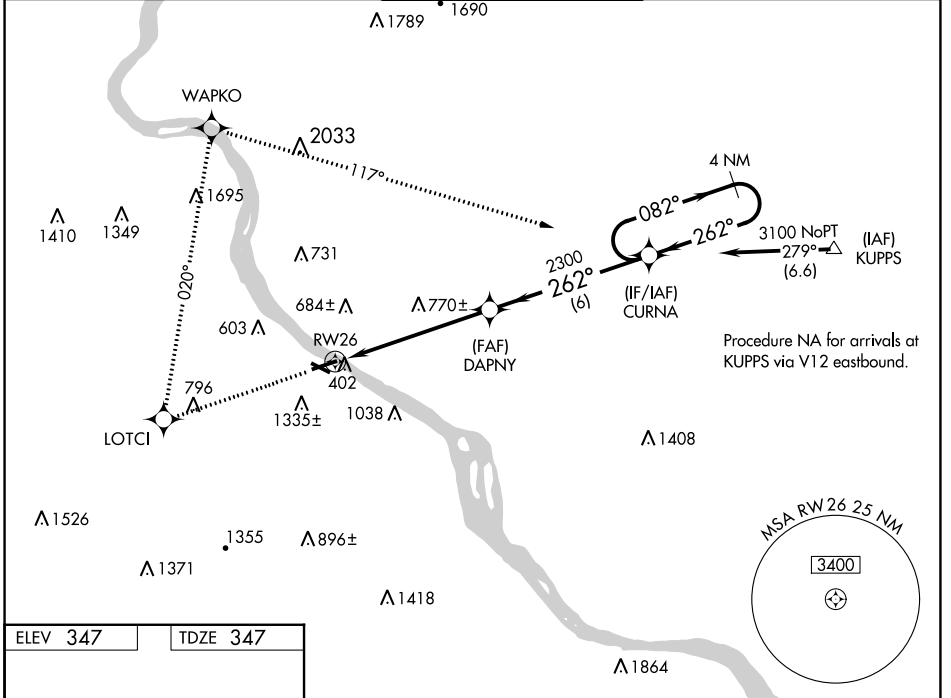 1789
1690
WAPKO
2033
117°
1695
1410
1349
4 NM
082°
262°
3100 NoPT
279°
(6.6)
(IAF)
KUPPS
731
020°
2300
262°
(6)
(IF/IAF)
CURNA
684±
770±
603
RW26
(FAF)
DAPNY
Procedure NA for arrivals at
KUPPS via V12 eastbound.
402
796
1335±
1038
LOTCI
1408
1526
1355
896±
1371
1418
MSA RW26 25 NM
3400
ELEV 347
TDZE 347
1864